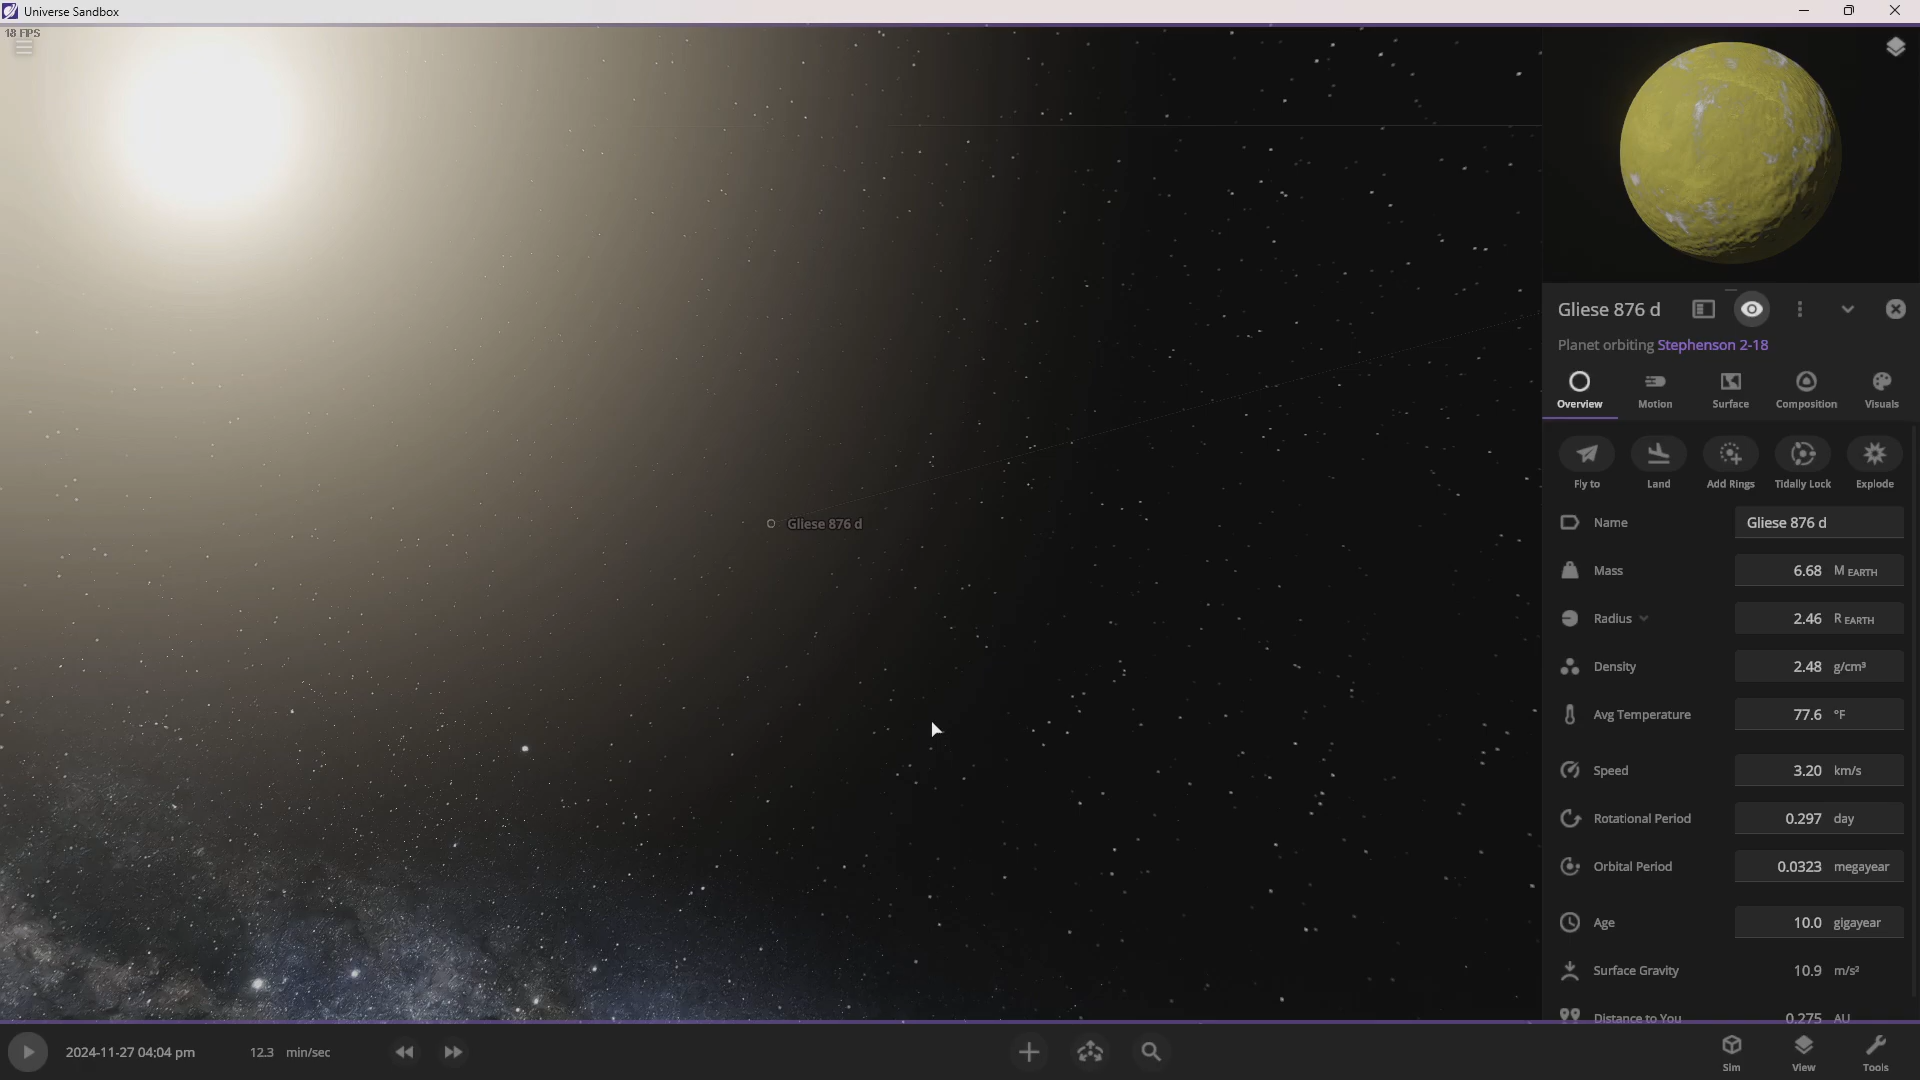 Universe Sandbox
18 FPS
Gliese 876 d
Planet orbiting Stephenson 2-18
Overview Motion Surface Composition Visuals
Fly to Land Add Rings Tidally Lock Explode
Name Gliese 876 d
Mass 6.68 M EARTH
Radius 2.46 R EARTH
Density 2.48 g/cm³
Avg Temperature 77.6 °F
Speed 3.20 km/s
Rotational Period 0.297 day
Orbital Period 0.0323 megayear
Age 10.0 gigayear
Surface Gravity 10.9 m/s²
Distance to You 0.275 AU
Gliese 876 d
2024-11-27 04:04 pm 12.3 min/sec
Sim View Tools